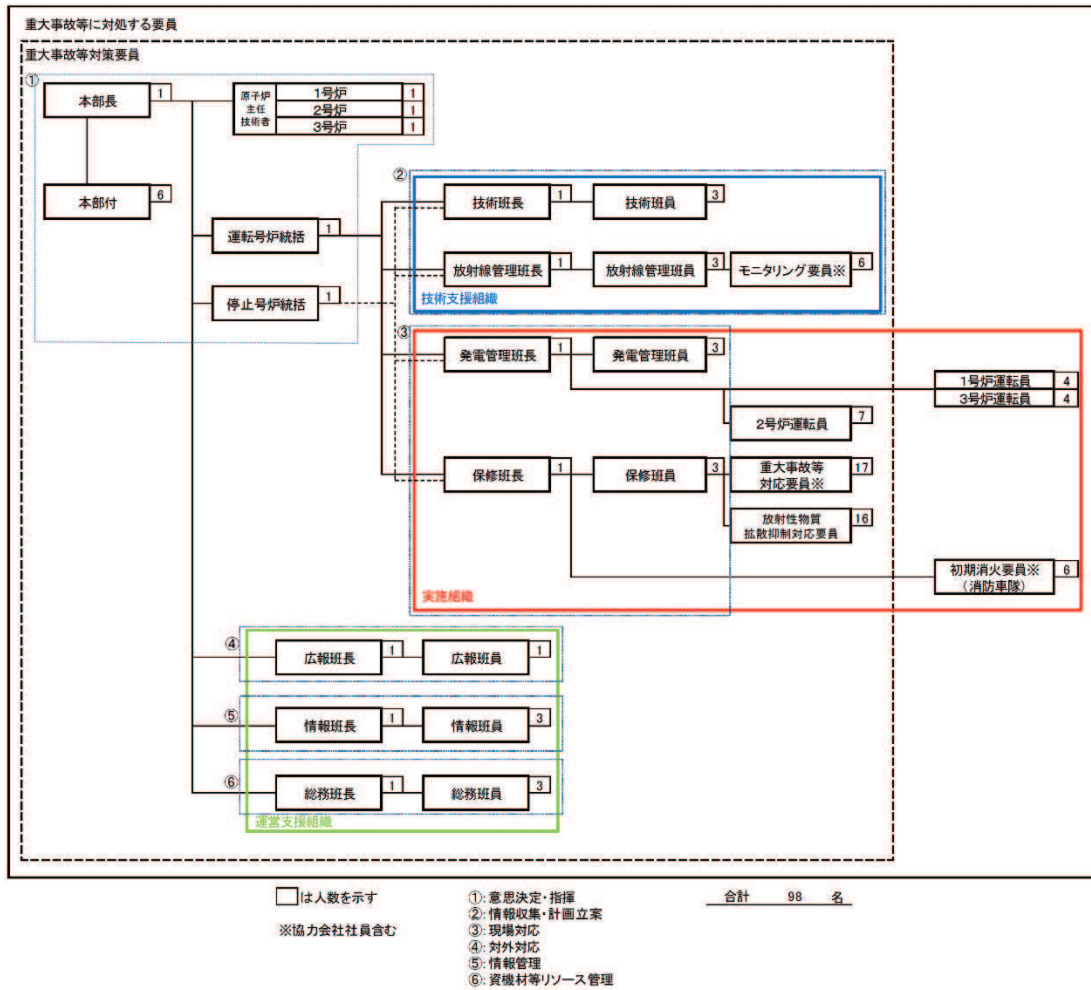 重大事故等に対処する要員
重大事故等対策要員
①
本部長 1
原子炉
主任
技術者
1号炉 1
2号炉 1
3号炉 1
本部付 6
運転号炉統括 1
停止号炉統括 1
②
技術班長 1
技術班員 3
放射線管理班長 1
放射線管理班員 3
モニタリング要員※ 6
技術支援組織
③
発電管理班長 1
発電管理班員 3
1号炉運転員 4
3号炉運転員 4
2号炉運転員 7
保修班長 1
保修班員 3
重大事故等
対応要員※
17
放射性物質
拡散抑制対応要員
16
初期消火要員※
(消防車隊)
6
実施組織
④
広報班長 1
広報班員 1
⑤
情報班長 1
情報班員 3
⑥
総務班長 1
総務班員 3
運営支援組織
は人数を示す
※協力会社社員含む
①:意思決定・指揮
②:情報収集・計画立案
③:現場対応
④:対外対応
⑤:情報管理
⑥:資機材等リソース管理
合計 98 名